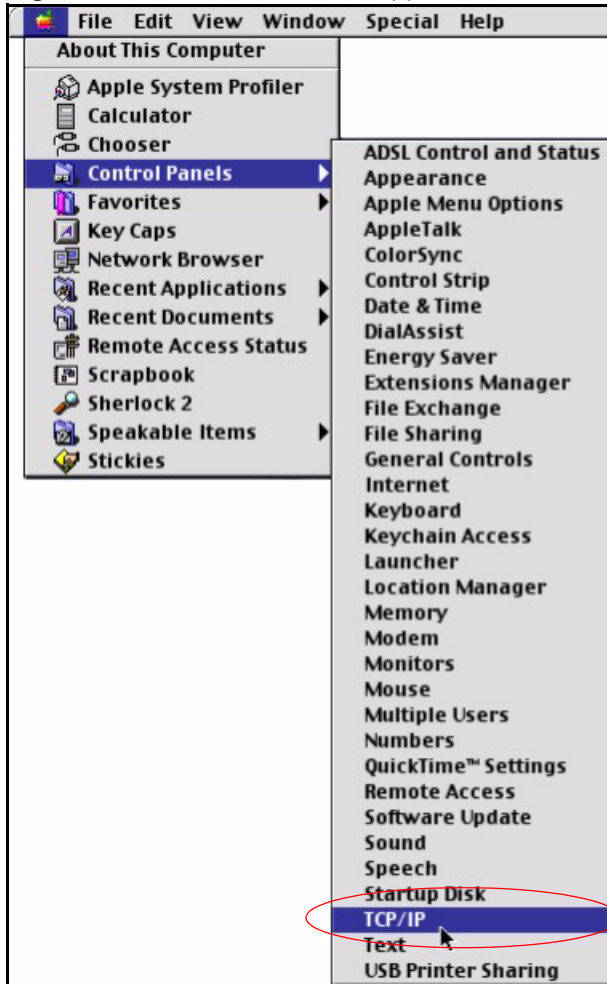 File Edit View Window Special Help
About This Computer
Apple System Profiler
Calculator
Chooser
Control Panels
Favorites
Key Caps
Network Browser
Recent Applications
Recent Documents
Remote Access Status
Scrapbook
Sherlock 2
Speakable Items
Stickies
ADSL Control and Status
Appearance
Apple Menu Options
AppleTalk
ColorSync
Control Strip
Date & Time
DialAssist
Energy Saver
Extensions Manager
File Exchange
File Sharing
General Controls
Internet
Keyboard
Keychain Access
Launcher
Location Manager
Memory
Modem
Monitors
Mouse
Multiple Users
Numbers
QuickTime™ Settings
Remote Access
Software Update
Sound
Speech
Startup Disk
TCP/IP
Text
USB Printer Sharing